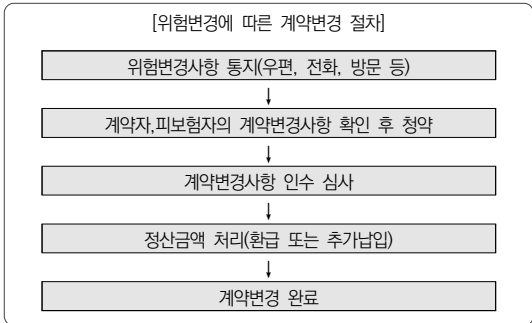 [위험변경에 따른 계약변경 절차]
위험변경사항 통지(우편, 전화, 방문 등)
계약자,피보험자의 계약변경사항 확인 후 청약
계약변경사항 인수 심사
정산금액 처리(환급 또는 추가납입)
계약변경 완료